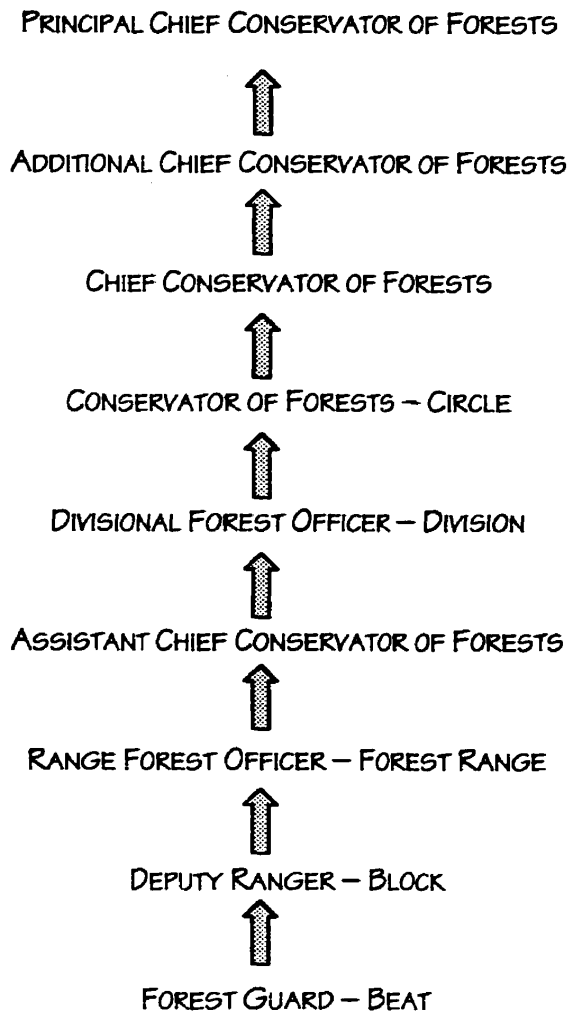 PRINCIPAL CHIEF CONSERVATOR OF FORESTS
ADDITIONAL CHIEF CONSERVATOR OF FORESTS
CHIEF CONSERVATOR OF FORESTS
CONSERVATOR OF FORESTS – CIRCLE
DIVISIONAL FOREST OFFICER – DIVISION
ASSISTANT CHIEF CONSERVATOR OF FORESTS
RANGE FOREST OFFICER – FOREST RANGE
DEPUTY RANGER – BLOCK
FOREST GUARD – BEAT